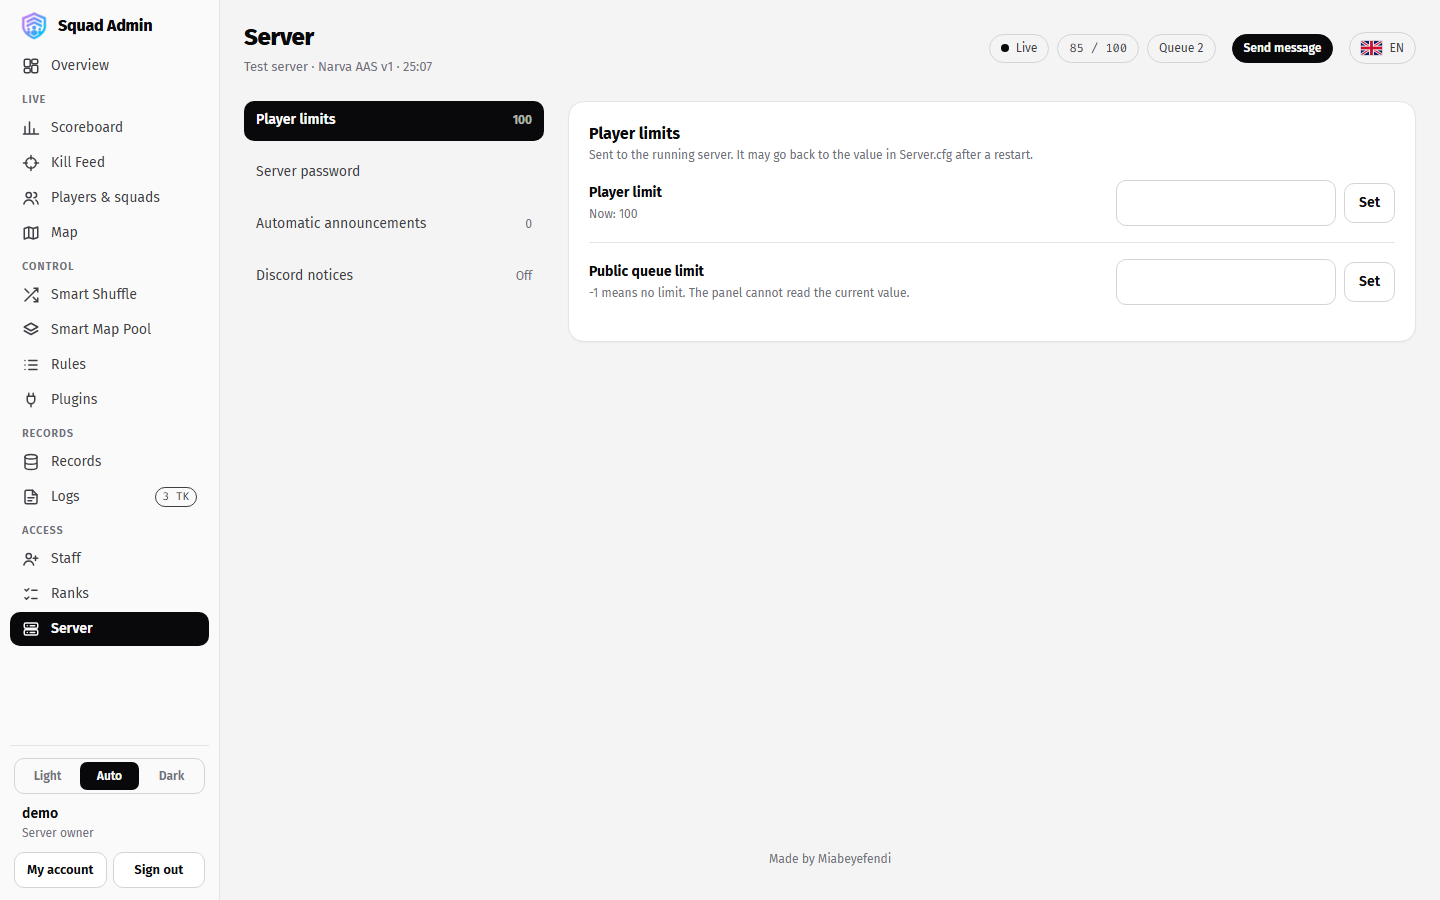 Squad Admin
Overview
LIVE
Scoreboard
Kill Feed
Players & squads
Map
CONTROL
Smart Shuffle
Smart Map Pool
Rules
Plugins
RECORDS
Records
Logs
3 TK
ACCESS
Staff
Ranks
Server
Light
Auto
Dark
demo
Server owner
My account
Sign out
Server
Test server · Narva AAS v1 · 25:07
Live
85 / 100
Queue 2
Send message
EN
Player limits
100
Server password
Automatic announcements
0
Discord notices
Off
Player limits
Sent to the running server. It may go back to the value in Server.cfg after a restart.
Player limit
Now: 100
Set
Public queue limit
-1 means no limit. The panel cannot read the current value.
Set
Made by Miabeyefendi